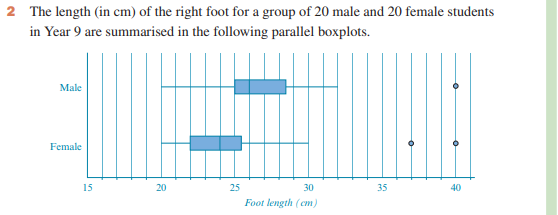 2 The length (in cm) of the right foot for a group of 20 male and 20 female students
in Year 9 are summarised in the following parallel boxplots.
Male
Female
15 20 25 30 35 40
Foot length (cm)